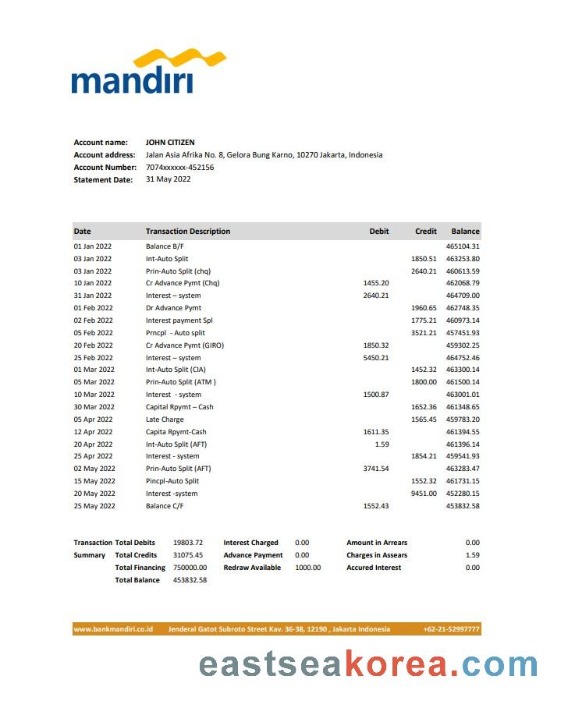 mandiri
Account name: JOHN CITIZEN
Account address: Jalan Asia Afrika No. 8, Gelora Bung Karno, 10270 Jakarta, Indonesia
Account Number: 7074xxxxxx-452156
Statement Date: 31 May 2022
Date Transaction Description Debit Credit Balance
01 Jan 2022 Balance B/F 465104.31
03 Jan 2022 Int-Auto Split 1850.51 463253.80
03 Jan 2022 Prin-Auto Split (chq) 2640.21 460613.59
10 Jan 2022 Cr Advance Pymt (Chq) 1455.20 462068.79
31 Jan 2022 Interest – system 2640.21 464709.00
01 Feb 2022 Dr Advance Pymt 1960.65 462748.35
02 Feb 2022 Interest payment Spl 1775.21 460973.14
05 Feb 2022 Prncpl - Auto split 3521.21 457451.93
20 Feb 2022 Cr Advance Pymt (GIRO) 1850.32 459302.25
25 Feb 2022 Interest – system 5450.21 464752.46
01 Mar 2022 Int-Auto Split (CIA) 1452.32 463300.14
05 Mar 2022 Prin-Auto Split (ATM ) 1800.00 461500.14
10 Mar 2022 Interest - system 1500.87 463001.01
30 Mar 2022 Capital Rpymt – Cash 1652.36 461348.65
05 Apr 2022 Late Charge 1565.45 459783.20
12 Apr 2022 Capita Rpymt-Cash 1611.35 461394.55
20 Apr 2022 Int-Auto Split (AFT) 1.59 461396.14
25 Apr 2022 Interest - system 1854.21 459541.93
02 May 2022 Prin-Auto Split (AFT) 3741.54 463283.47
15 May 2022 Pincpl-Auto Split 1552.32 461731.15
20 May 2022 Interest -system 9451.00 452280.15
25 May 2022 Balance C/F 1552.43 453832.58
Transaction Total Debits 19803.72 Interest Charged 0.00 Amount in Arrears 0.00
Summary Total Credits 31075.45 Advance Payment 0.00 Charges in Assears 1.59
Total Financing 750000.00 Redraw Available 1000.00 Accured Interest 0.00
Total Balance 453832.58
www.bankmandiri.co.id Jenderal Gatot Subroto Street Kav. 36-38, 12190 , Jakarta Indonesia +62-21-52997777
eastseakorea.com